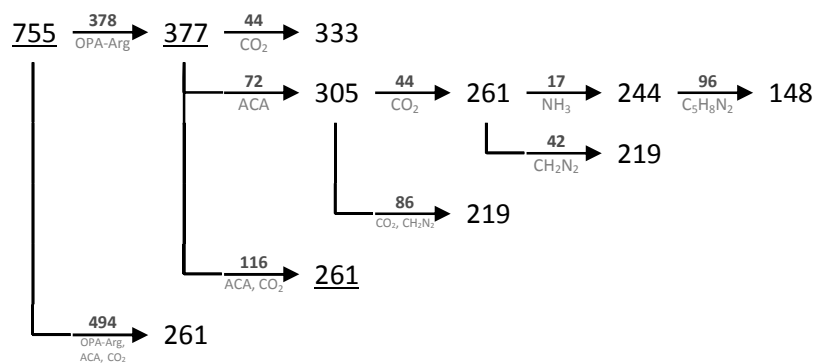 755 378 OPA-Arg 377 44 CO₂ 333
72 ACA 305 44 CO₂ 261 17 NH₃ 244 96 C₅H₈N₂ 148
42 CH₂N₂ 219
86 CO₂, CH₂N₂ 219
116 ACA, CO₂ 261
494 OPA-Arg, 261
ACA, CO₂